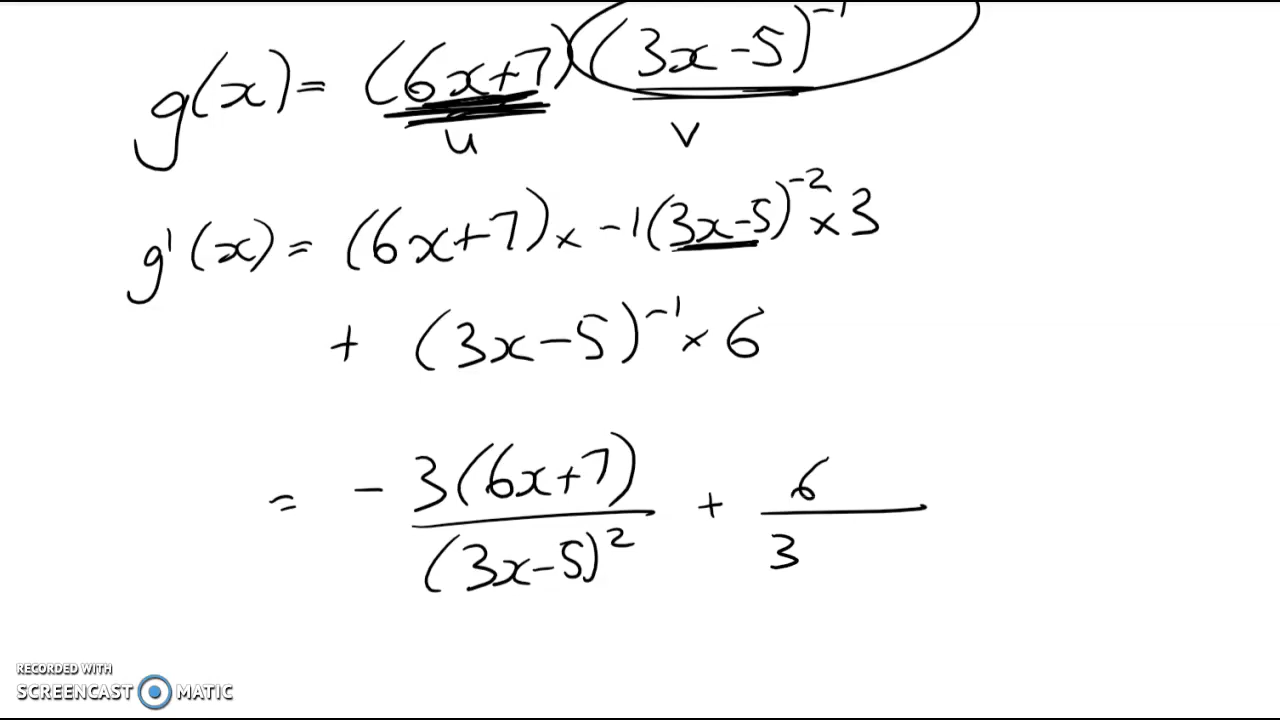 g(x) = (6x+7)(3x-5)^-1
u v
g'(x) = (6x+7) × -1(3x-5)^-2 × 3
+ (3x-5)^-1 × 6
= - 3(6x+7)/(3x-5)^2 + 6/3
RECORDED WITH
SCREENCAST MATIC